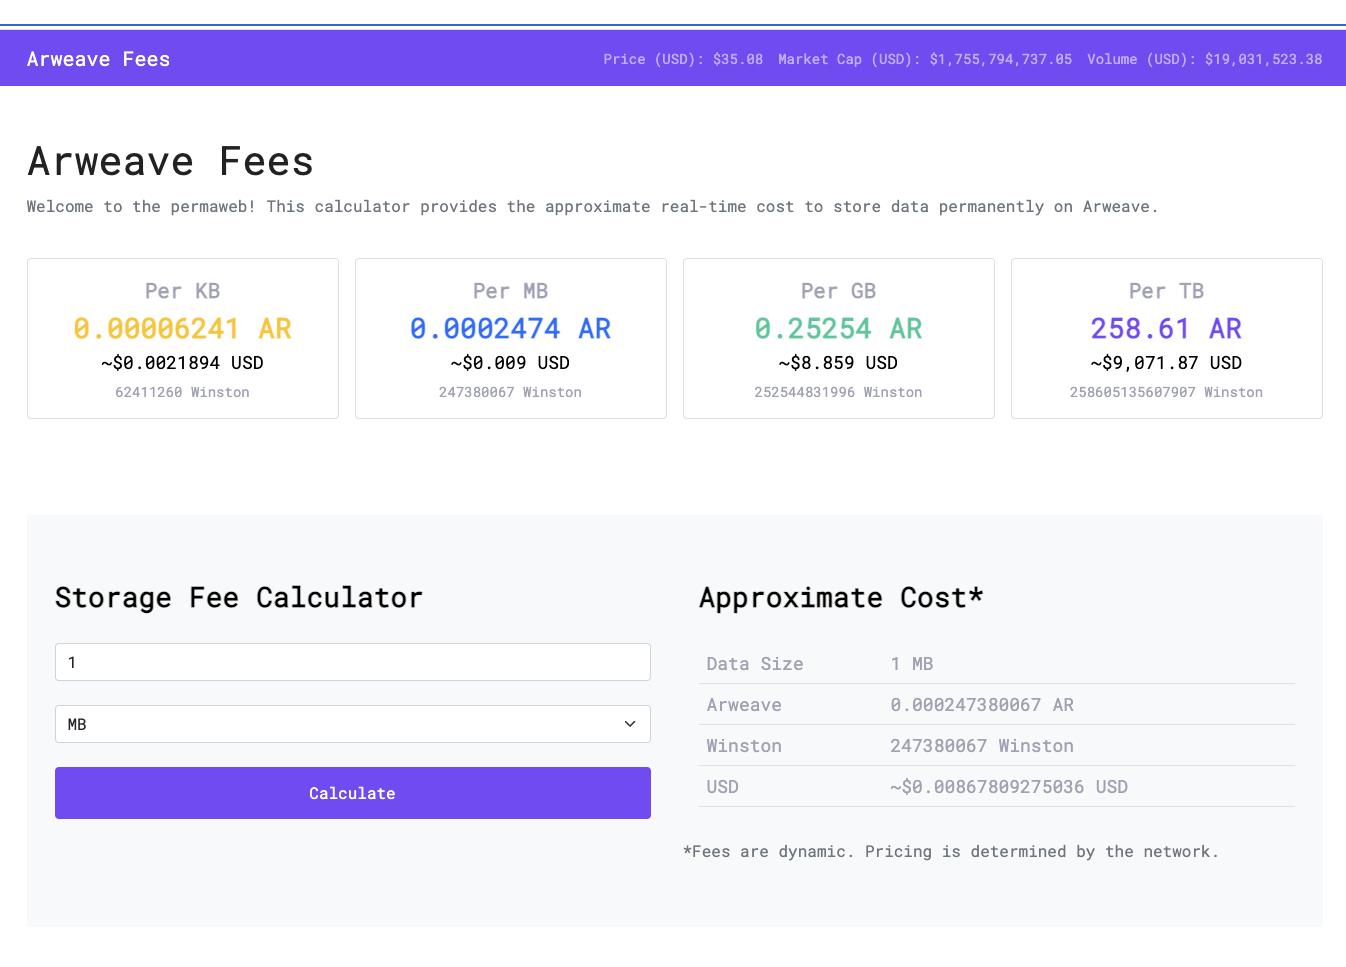 Arweave Fees
Price (USD): $35.08 Market Cap (USD): $1,755,794,737.05 Volume (USD): $19,031,523.38
Arweave Fees
Welcome to the permaweb! This calculator provides the approximate real-time cost to store data permanently on Arweave.
Per KB
0.00006241 AR
~$0.0021894 USD
62411260 Winston
Per MB
0.0002474 AR
~$0.009 USD
247380067 Winston
Per GB
0.25254 AR
~$8.859 USD
252544831996 Winston
Per TB
258.61 AR
~$9,071.87 USD
258605135607907 Winston
Storage Fee Calculator
1
MB
Calculate
Approximate Cost*
Data Size 1 MB
Arweave 0.000247380067 AR
Winston 247380067 Winston
USD ~$0.00867809275036 USD
*Fees are dynamic. Pricing is determined by the network.